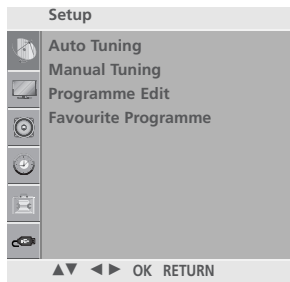 Setup
Auto Tuning
Manual Tuning
Programme Edit
Favourite Programme
▲▼ ◄► OK RETURN